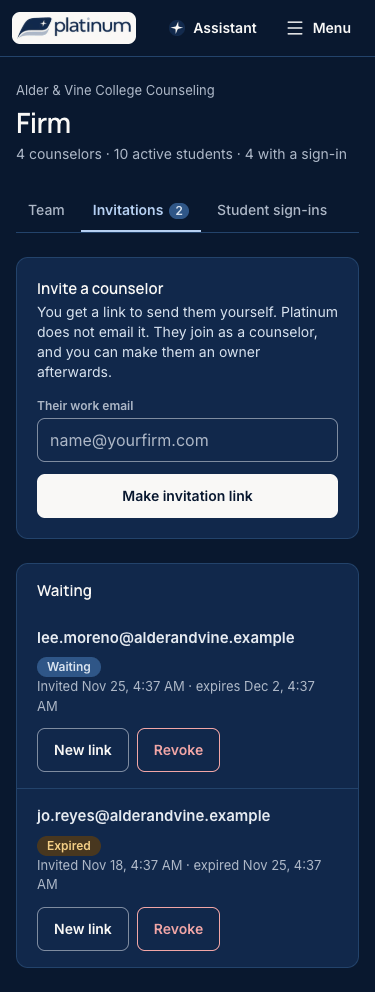 platinum
Assistant
Menu
Alder & Vine College Counseling
Firm
4 counselors · 10 active students · 4 with a sign-in
Team
Invitations 2
Student sign-ins
Invite a counselor
You get a link to send them yourself. Platinum
does not email it. They join as a counselor,
and you can make them an owner
afterwards.
Their work email
name@yourfirm.com
Make invitation link
Waiting
lee.moreno@alderandvine.example
Waiting
Invited Nov 25, 4:37 AM · expires Dec 2, 4:37
AM
New link
Revoke
jo.reyes@alderandvine.example
Expired
Invited Nov 18, 4:37 AM · expired Nov 25, 4:37
AM
New link
Revoke